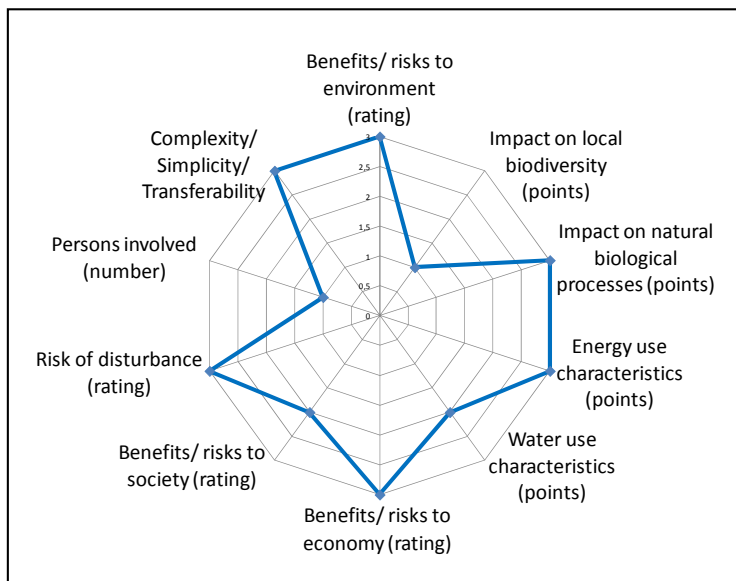 Benefits/ risks to
environment
(rating)
Impact on local
biodiversity
(points)
Impact on natural
biological
processes (points)
Energy use
characteristics
(points)
Water use
characteristics
(points)
Benefits/ risks to
economy (rating)
Benefits/ risks to
society (rating)
Risk of disturbance
(rating)
Persons involved
(number)
Complexity/
Simplicity/
Transferability
3
2,5
2
1,5
1
0,5
0